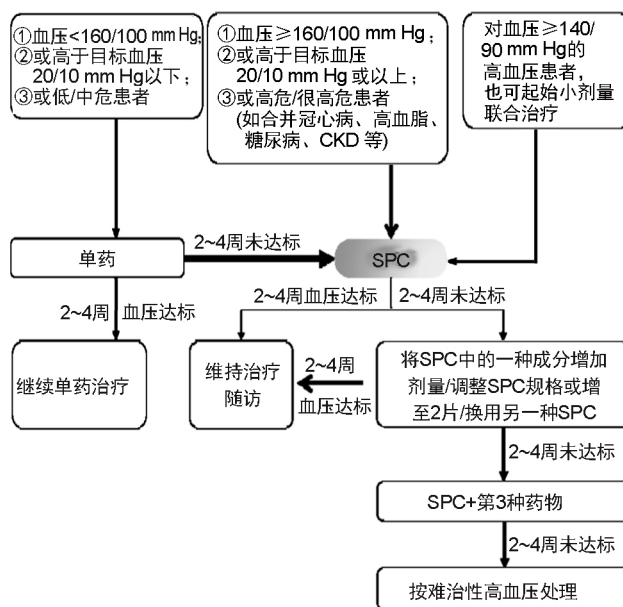 ①血压<160/100 mm Hg;
②或高于目标血压
20/10 mm Hg以下;
③或低/中危患者
①血压≥160/100 mm Hg;
②或高于目标血压
20/10 mm Hg 或以上;
③或高危/很高危患者
(如合并冠心病、高血脂、
糖尿病、CKD 等)
对血压≥140/
90 mm Hg的
高血压患者,
也可起始小剂量
联合治疗
单药
2~4周未达标
SPC
2~4周 血压达标
2~4周血压达标
2~4周未达标
继续单药治疗
维持治疗
随访
2~4周
血压达标
将SPC中的一种成分增加
剂量/调整SPC规格或增
至2片/换用另一种SPC
2~4周未达标
SPC+第3种药物
2~4周未达标
按难治性高血压处理